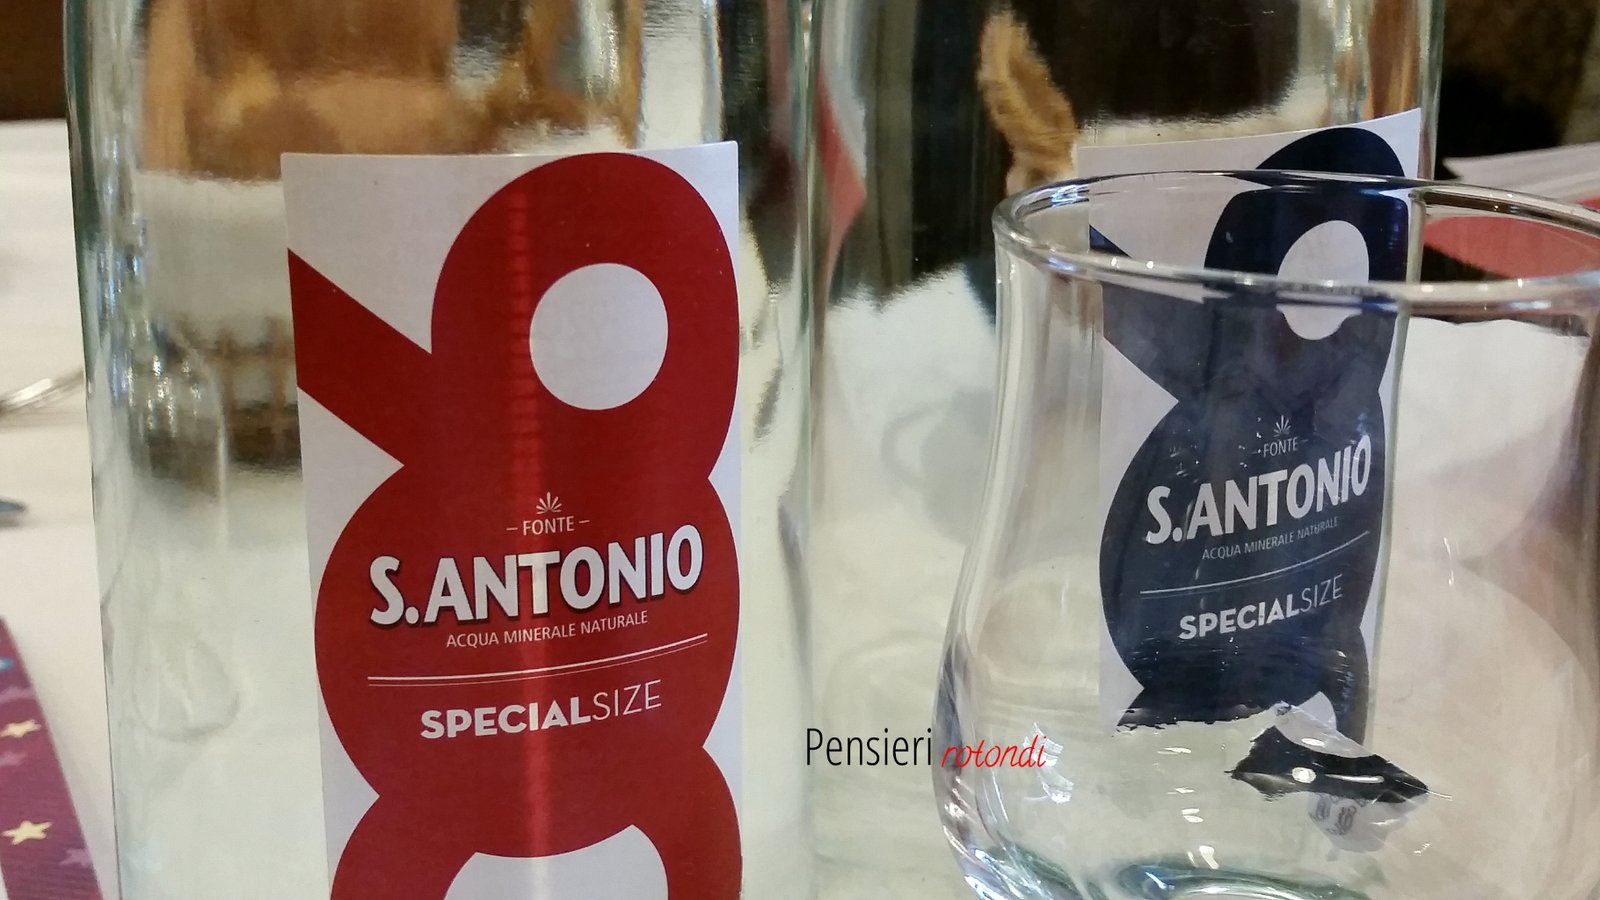 – FONTE –
S.ANTONIO
ACQUA MINERALE NATURALE
SPECIALSIZE
– FONTE –
S.ANTONIO
ACQUA MINERALE NATURALE
SPECIALSIZE
Pensieri rotondi